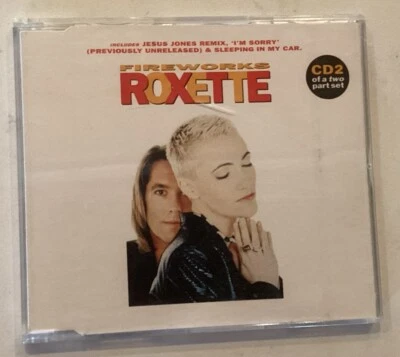 INCLUDES JESUS JONES REMIX, 'I'M SORRY'
(PREVIOUSLY UNRELEASED) & SLEEPING IN MY CAR.
FIREWORKS
ROXETTE
CD2
of a two
part set